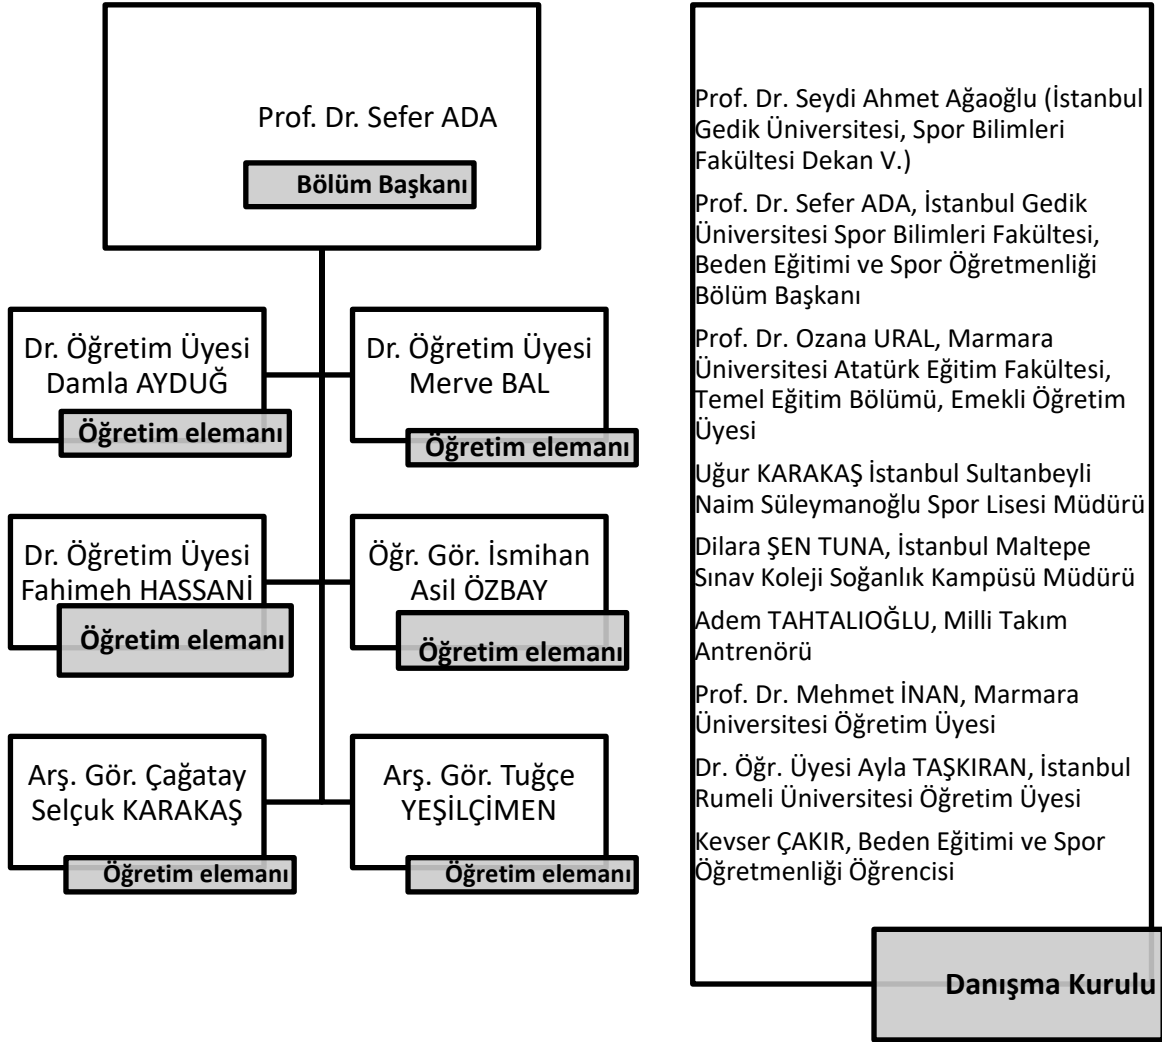 Prof. Dr. Sefer ADA
Bölüm Başkanı
Dr. Öğretim Üyesi
Damla AYDUĞ
Öğretim elemanı
Dr. Öğretim Üyesi
Merve BAL
Öğretim elemanı
Dr. Öğretim Üyesi
Fahimeh HASSANİ
Öğretim elemanı
Öğr. Gör. İsmihan
Asil ÖZBAY
Öğretim elemanı
Arş. Gör. Çağatay
Selçuk KARAKAŞ
Öğretim elemanı
Arş. Gör. Tuğçe
YEŞİLÇİMEN
Öğretim elemanı
Prof. Dr. Seydi Ahmet Ağaoğlu (İstanbul
Gedik Üniversitesi, Spor Bilimleri
Fakültesi Dekan V.)
Prof. Dr. Sefer ADA, İstanbul Gedik
Üniversitesi Spor Bilimleri Fakültesi,
Beden Eğitimi ve Spor Öğretmenliği
Bölüm Başkanı
Prof. Dr. Ozana URAL, Marmara
Üniversitesi Atatürk Eğitim Fakültesi,
Temel Eğitim Bölümü, Emekli Öğretim
Üyesi
Uğur KARAKAŞ İstanbul Sultanbeyli
Naim Süleymanoğlu Spor Lisesi Müdürü
Dilara ŞEN TUNA, İstanbul Maltepe
Sınav Koleji Soğanlık Kampüsü Müdürü
Adem TAHTALIOĞLU, Milli Takım
Antrenörü
Prof. Dr. Mehmet İNAN, Marmara
Üniversitesi Öğretim Üyesi
Dr. Öğr. Üyesi Ayla TAŞKIRAN, İstanbul
Rumeli Üniversitesi Öğretim Üyesi
Kevser ÇAKIR, Beden Eğitimi ve Spor
Öğretmenliği Öğrencisi
Danışma Kurulu